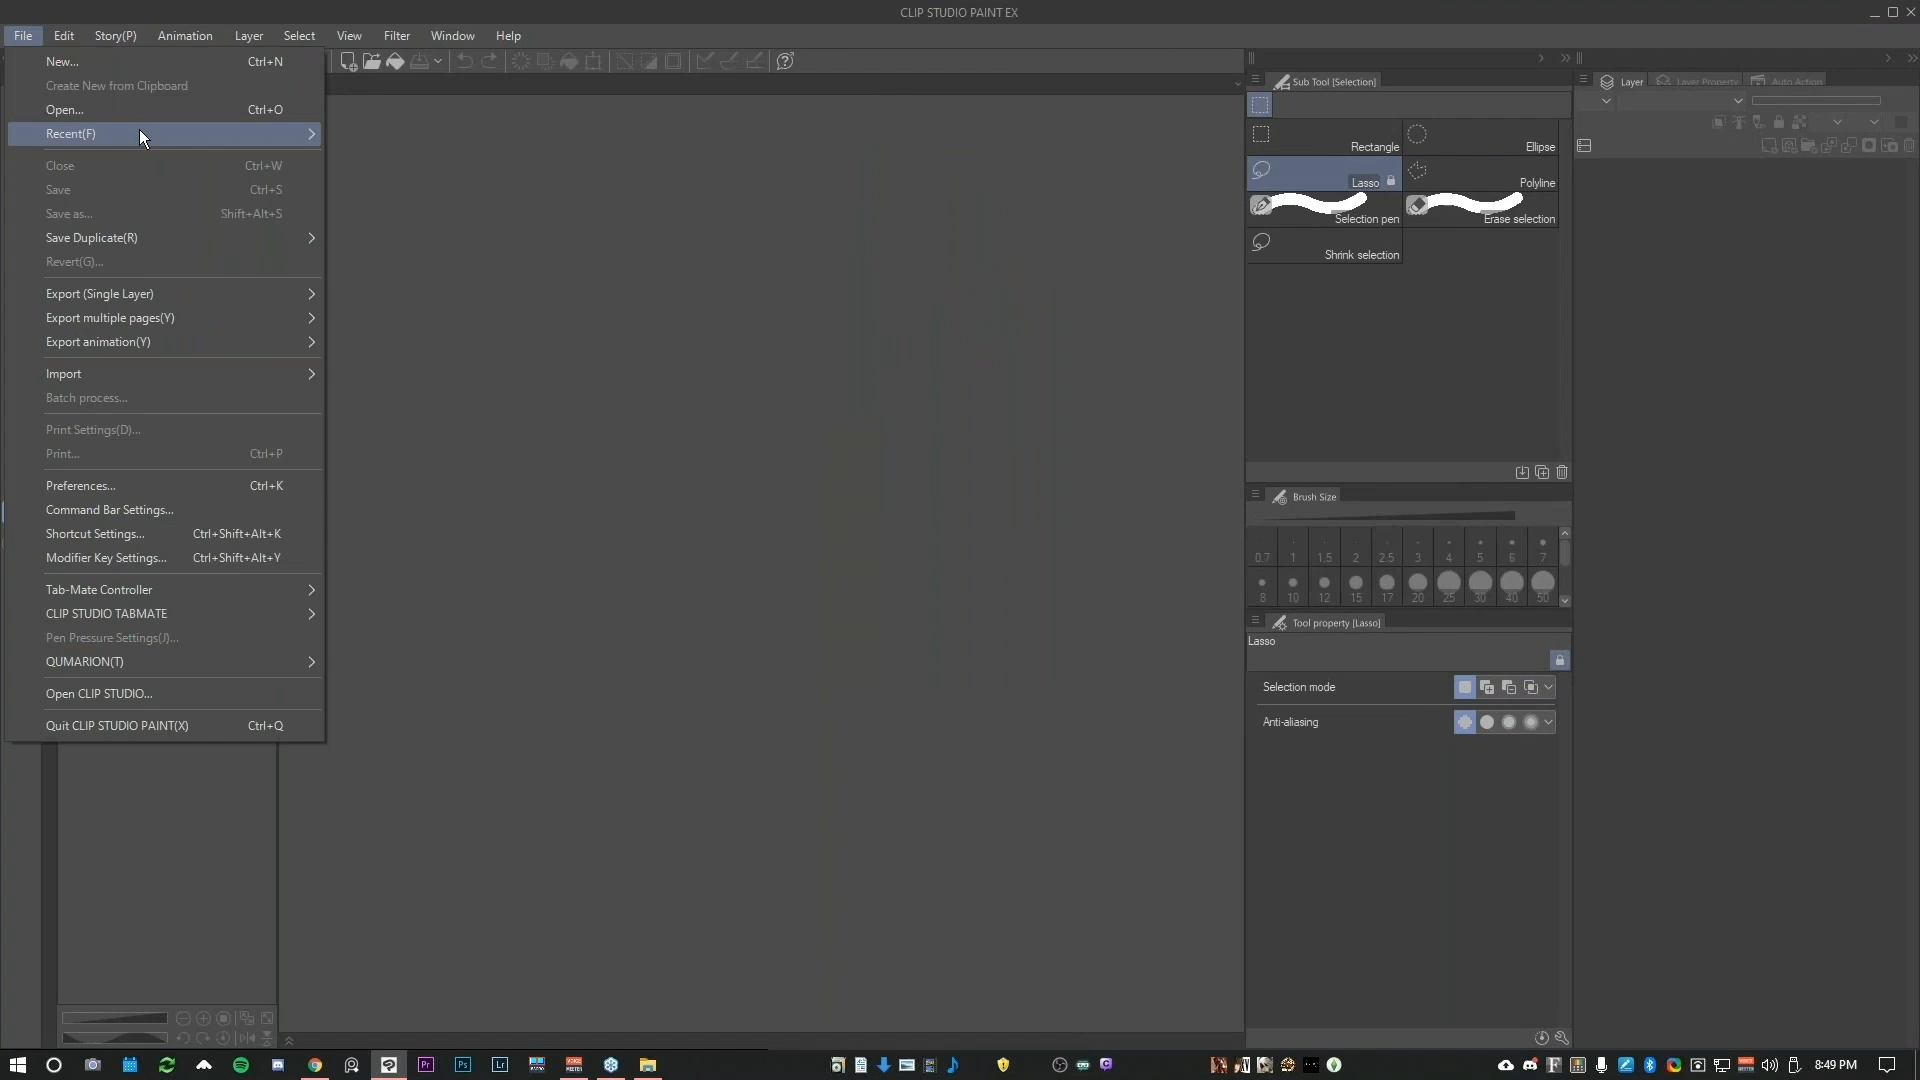 CLIP STUDIO PAINT EX
File Edit Story(P) Animation Layer Select View Filter Window Help
New... Ctrl+N
Create New from Clipboard
Open... Ctrl+O
Recent(F)
Close Ctrl+W
Save Ctrl+S
Save as... Shift+Alt+S
Save Duplicate(R)
Revert(G)...
Export (Single Layer)
Export multiple pages(Y)
Export animation(Y)
Import
Batch process...
Print Settings(D)...
Print... Ctrl+P
Preferences... Ctrl+K
Command Bar Settings...
Shortcut Settings... Ctrl+Shift+Alt+K
Modifier Key Settings... Ctrl+Shift+Alt+Y
Tab-Mate Controller
CLIP STUDIO TABMATE
Pen Pressure Settings(J)...
QUMARION(T)
Open CLIP STUDIO...
Quit CLIP STUDIO PAINT(X) Ctrl+Q
Sub Tool [Selection]
Rectangle Ellipse
Lasso Polyline
Selection pen Erase selection
Shrink selection
Brush Size
0.7 1 1.5 2 2.5 3 4 5 6 7
8 10 12 15 17 20 25 30 40 50
Tool property [Lasso]
Lasso
Selection mode
Anti-aliasing
Layer Layer Property Auto Action
Pr Ps Lr
8:49 PM